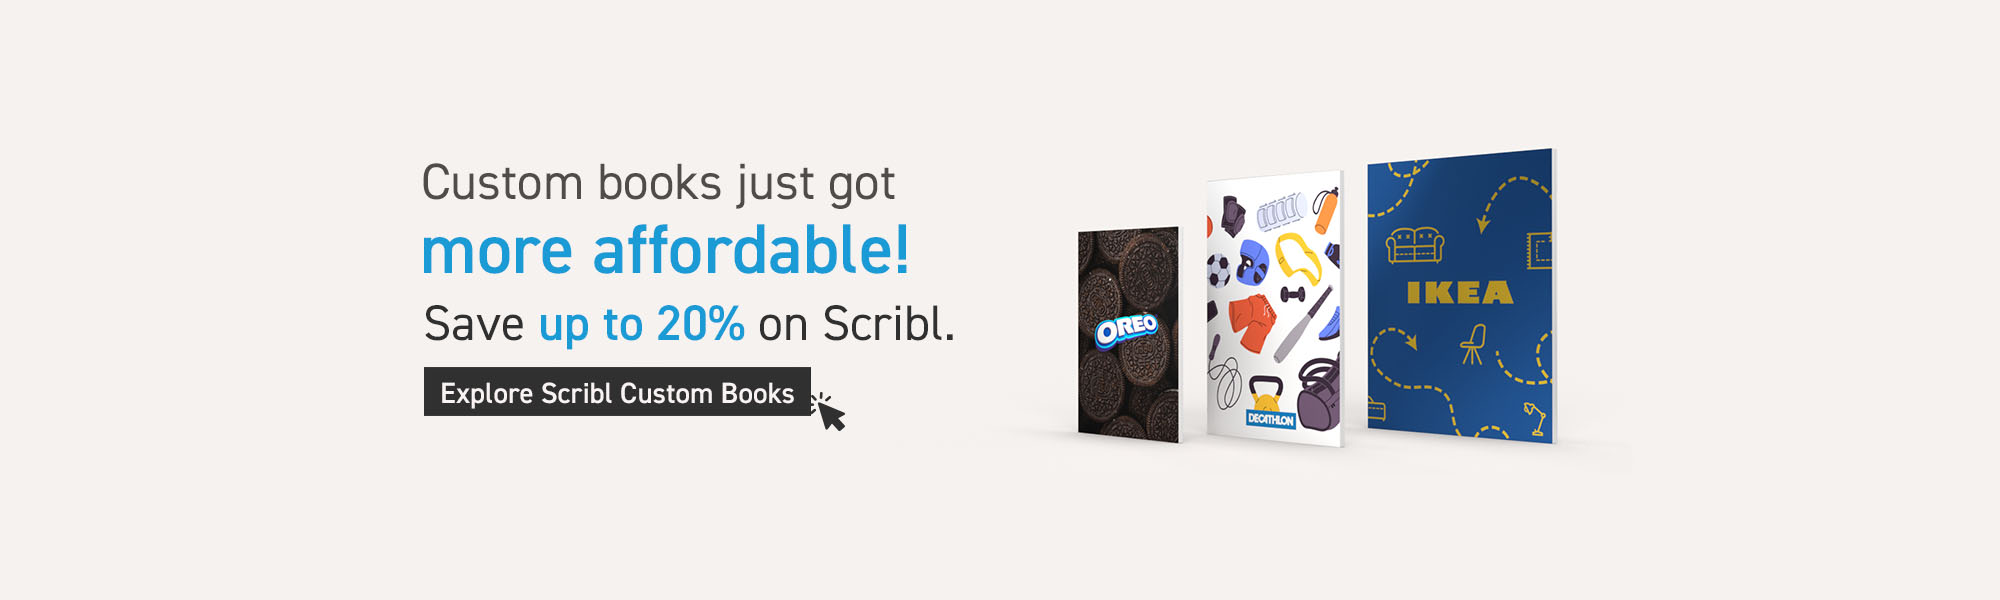 Custom books just got
more affordable!
Save up to 20% on Scribl.
Explore Scribl Custom Books
OREO
DECATHLON
IKEA